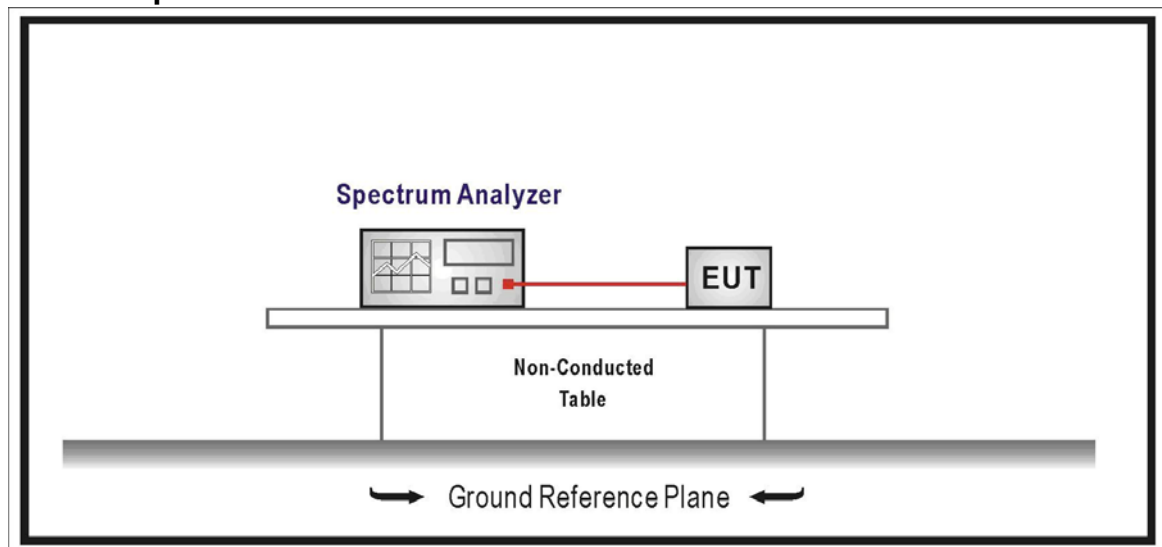 Spectrum Analyzer
EUT
Non-Conducted
Table
Ground Reference Plane